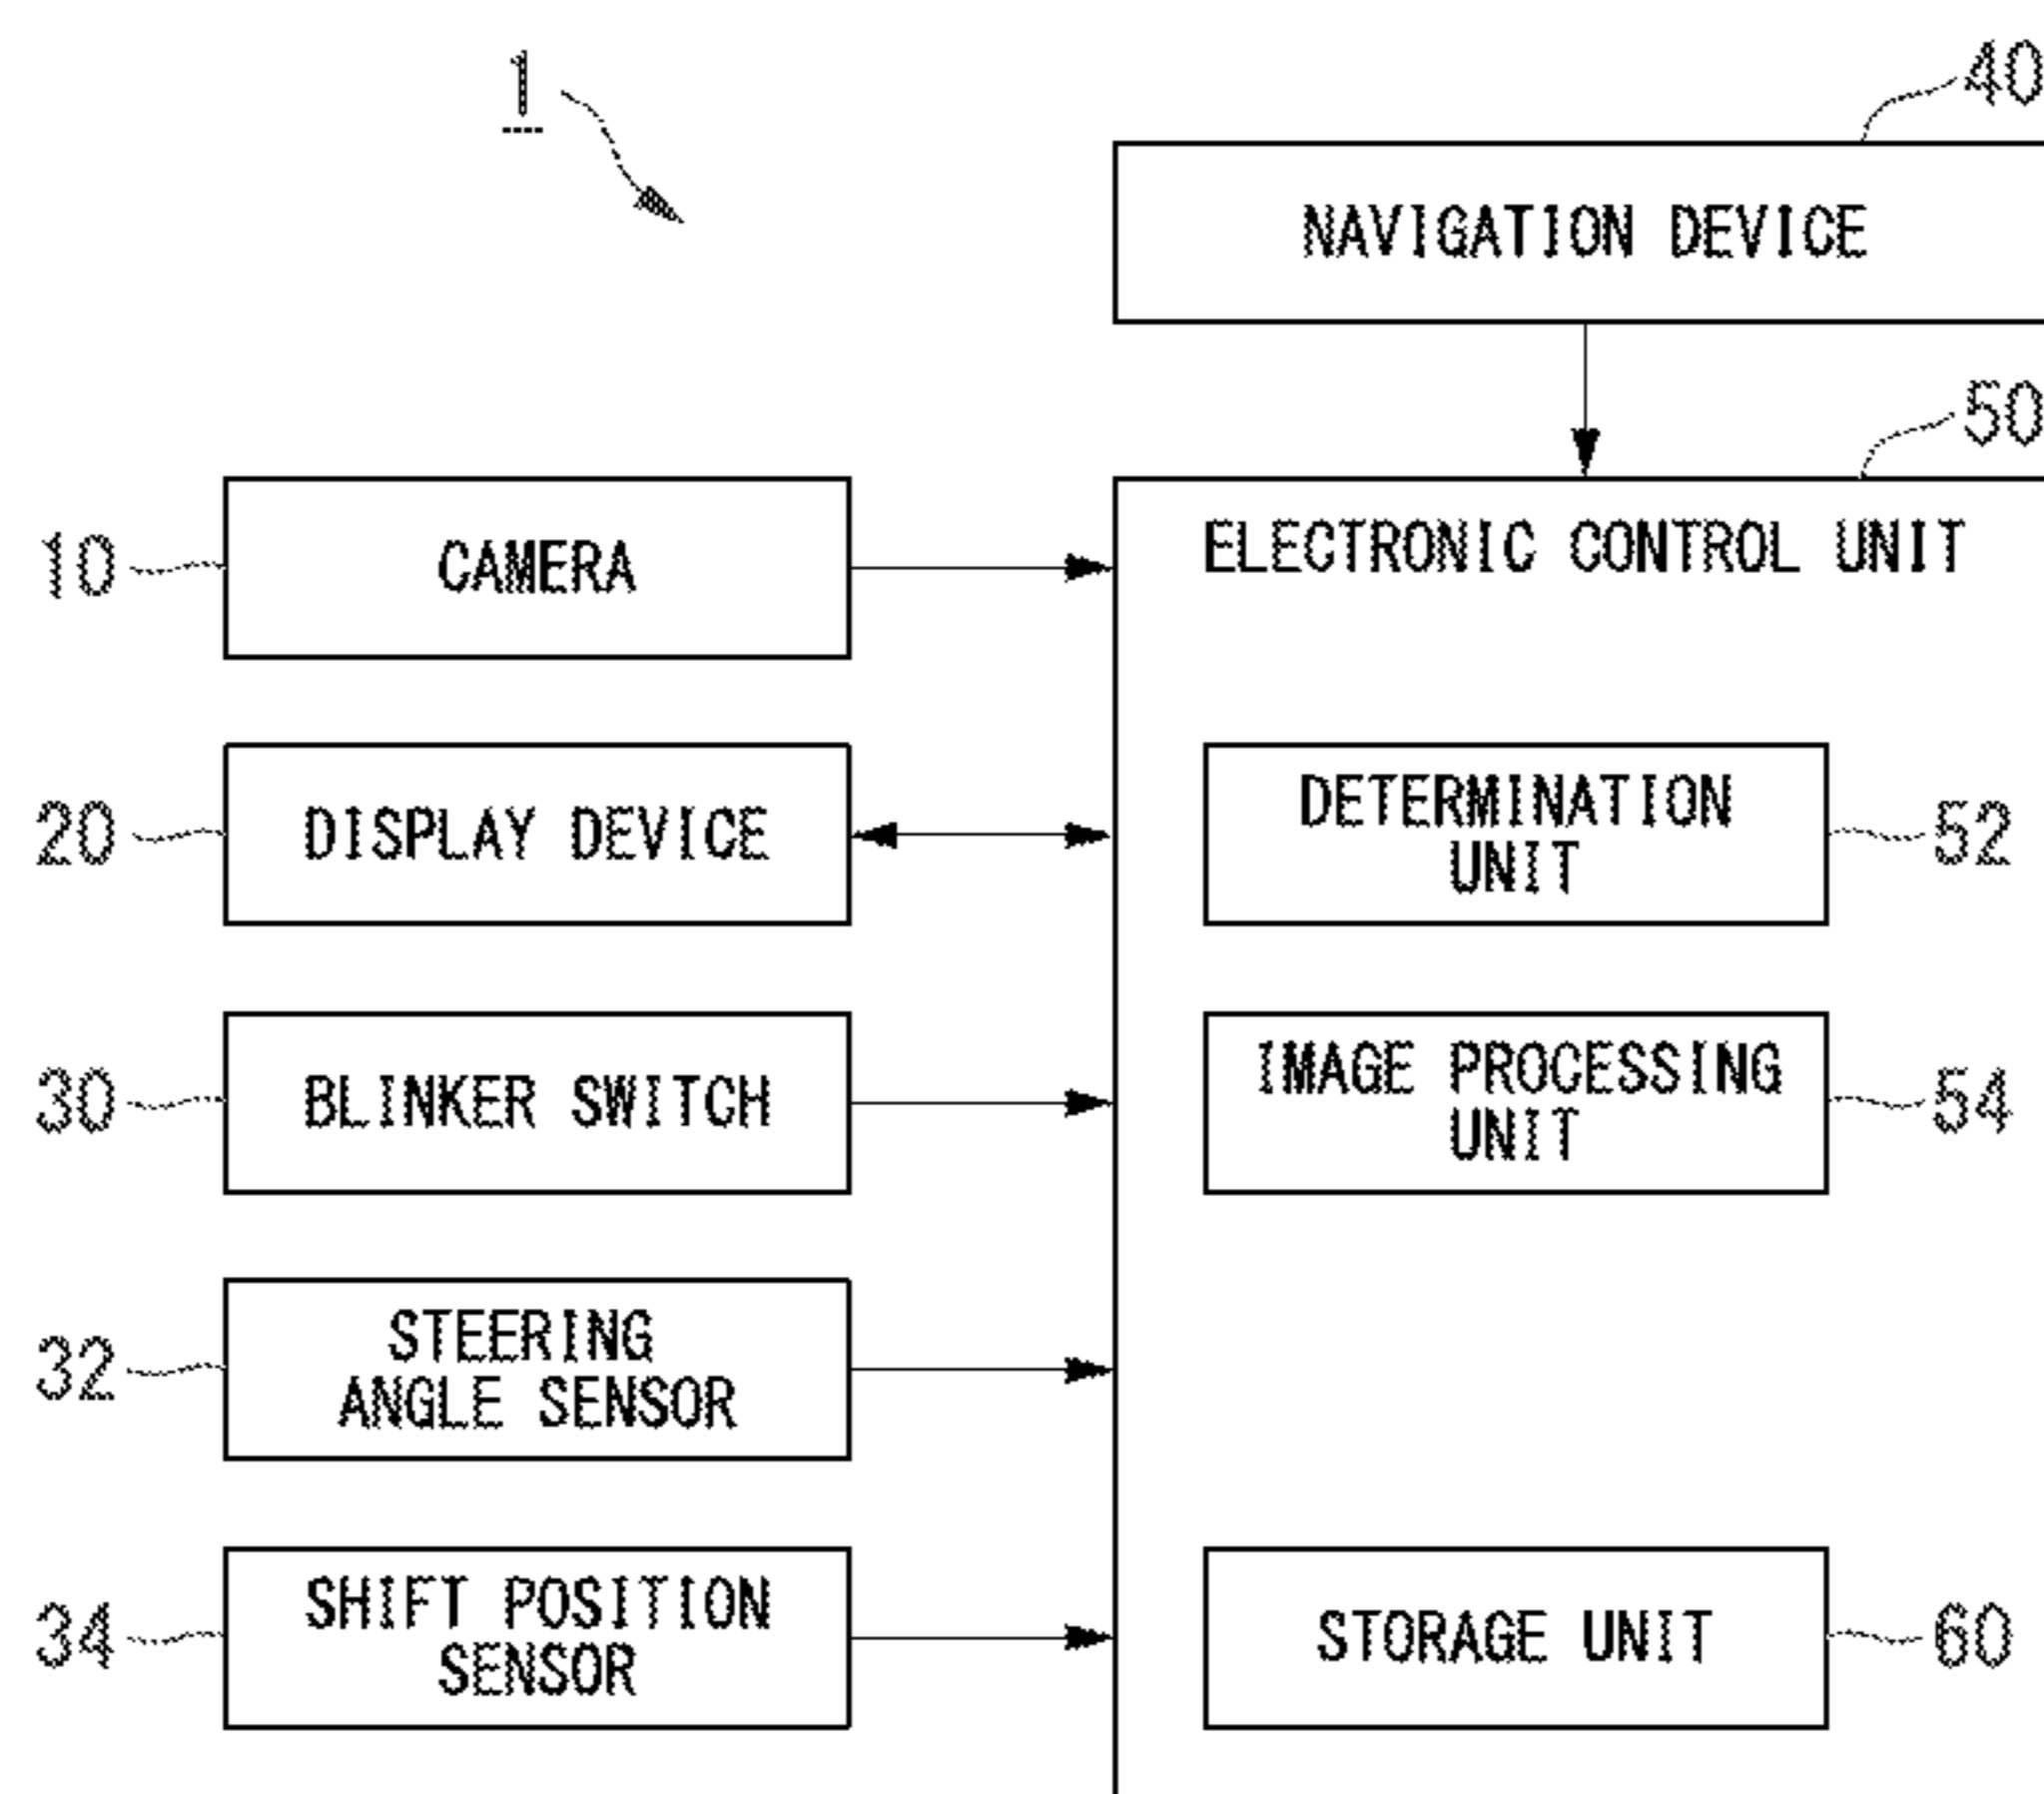 1
40
NAVIGATION DEVICE
50
ELECTRONIC CONTROL UNIT
10
CAMERA
20
DISPLAY DEVICE
DETERMINATION
UNIT
52
30
BLINKER SWITCH
IMAGE PROCESSING
UNIT
54
32
STEERING
ANGLE SENSOR
34
SHIFT POSITION
SENSOR
STORAGE UNIT
60